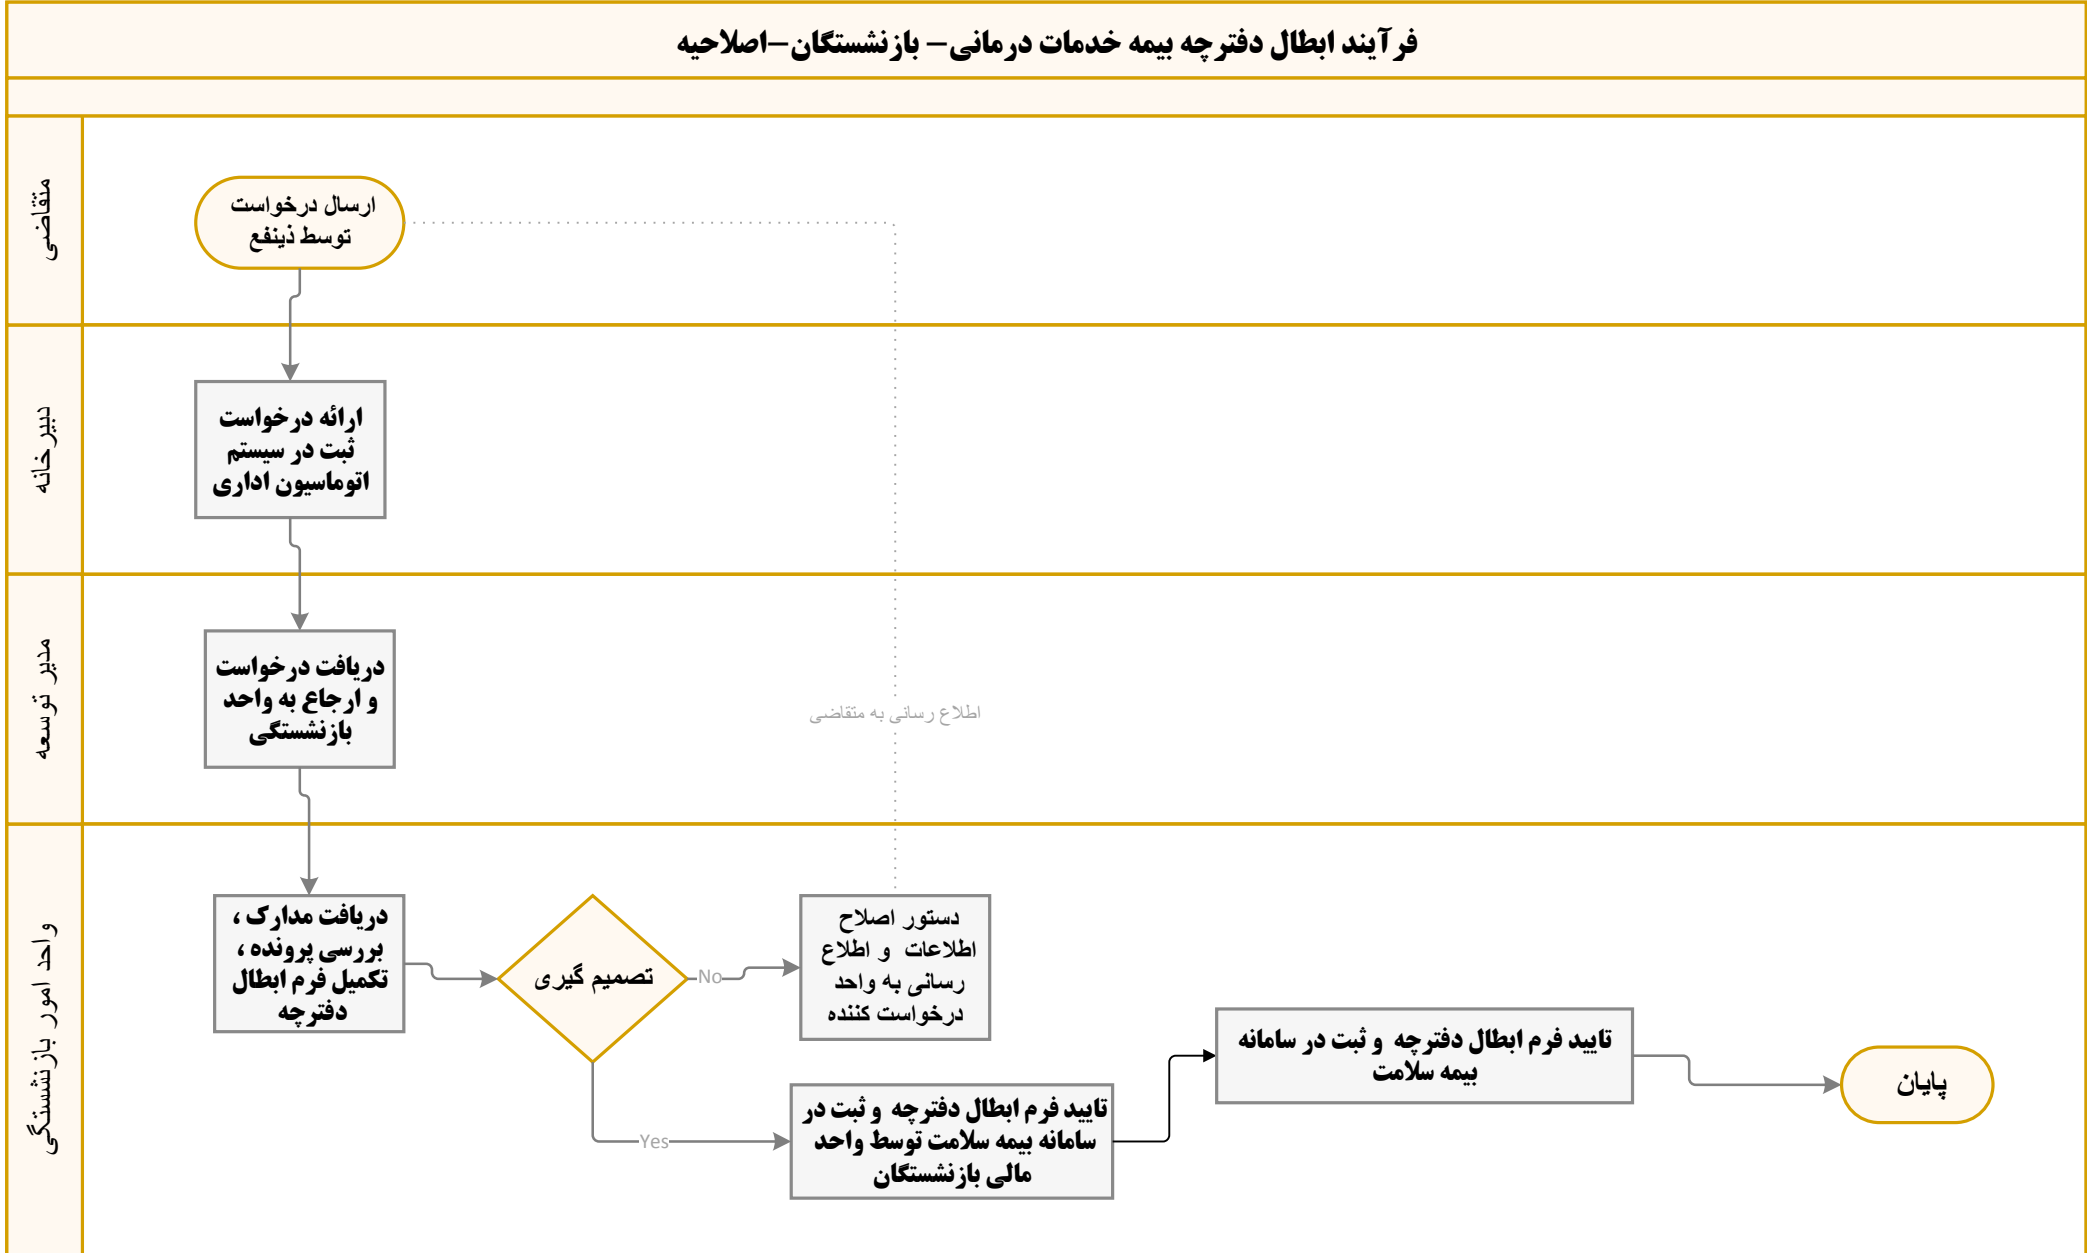 فرآیند ابطال دفترچه بیمه خدمات درمانی- بازنشستگان-اصلاحیه
متقاضی
ارسال درخواست
توسط ذینفع
دبیرخانه
ارائه درخواست
ثبت در سیستم
اتوماسیون اداری
مدیر توسعه
دریافت درخواست
و ارجاع به واحد
بازنشستگی
اطلاع رسانی به متقاضی
واحد امور بازنشستگی
دریافت مدارک ،
بررسی پرونده ،
تکمیل فرم ابطال
دفترچه
تصمیم گیری
No
دستور اصلاح
اطلاعات و اطلاع
رسانی به واحد
درخواست کننده
Yes
تایید فرم ابطال دفترچه و ثبت در
سامانه بیمه سلامت توسط واحد
مالی بازنشستگان
تایید فرم ابطال دفترچه و ثبت در سامانه
بیمه سلامت
پایان